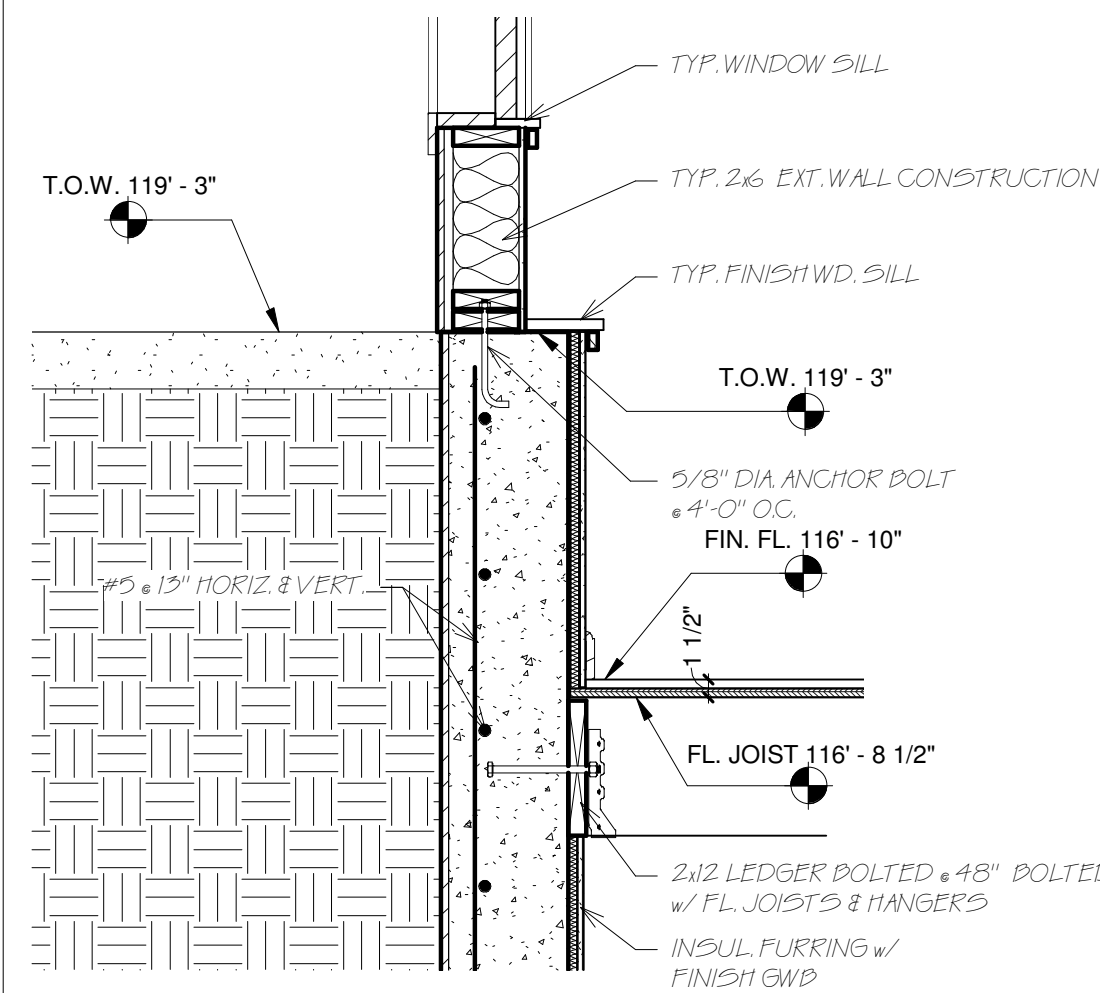 TYP. WINDOW SILL
T.O.W. 119' - 3"
TYP. 2x6 EXT. WALL CONSTRUCTION
TYP. FINISH WD. SILL
T.O.W. 119' - 3"
5/8" DIA. ANCHOR BOLT
@ 4'-0" O.C.
FIN. FL. 116' - 10"
#5 @ 13" HORIZ. & VERT.
1 1/2"
FL. JOIST 116' - 8 1/2"
2x12 LEDGER BOLTED @ 48" BOLTED
w/ FL. JOISTS & HANGERS
INSUL. FURRING w/
FINISH GWB